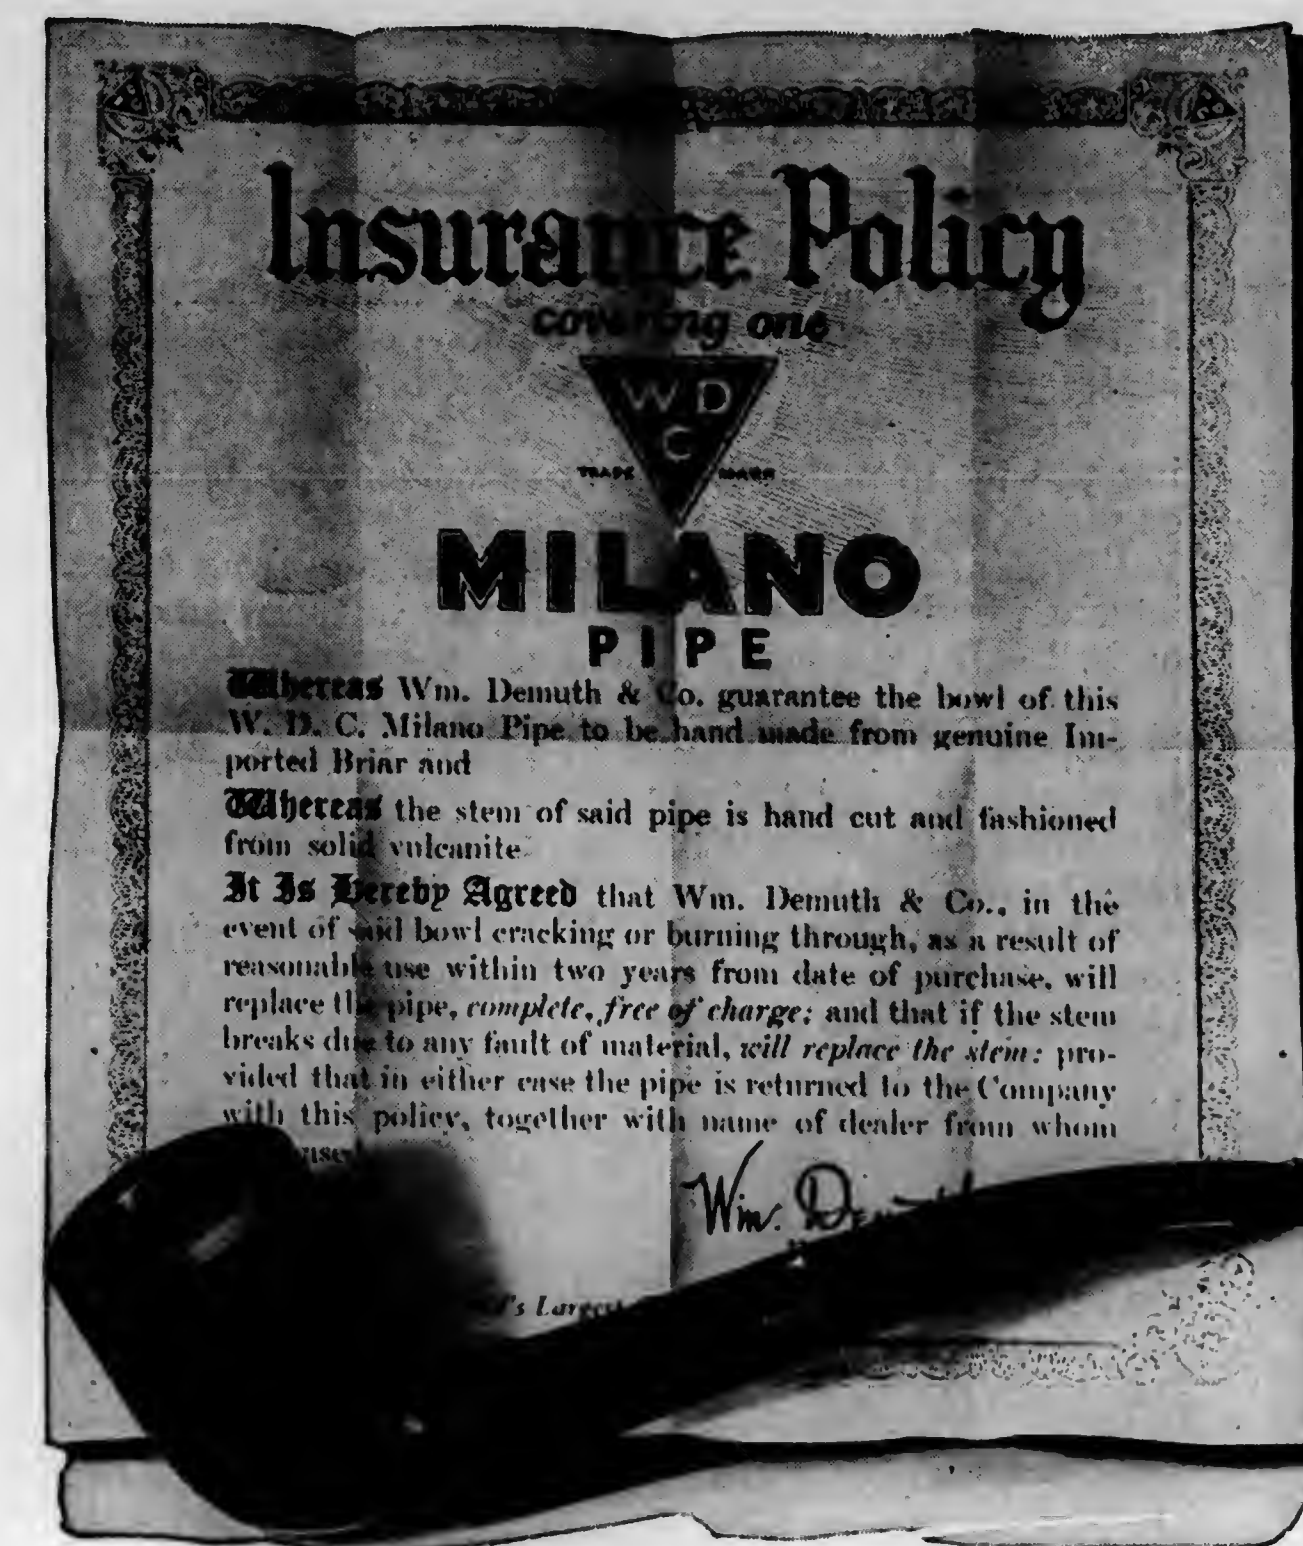 Insurance Policy
covering one
W D
C
TRADE MARK
MILANO
PIPE
Whereas Wm. Demuth & Co. guarantee the bowl of this
W. D. C. Milano Pipe to be hand made from genuine Im-
ported Briar and
Whereas the stem of said pipe is hand cut and fashioned
from solid vulcanite
It Is Hereby Agreed that Wm. Demuth & Co., in the
event of said bowl cracking or burning through, as a result of
reasonable use within two years from date of purchase, will
replace the pipe, complete, free of charge; and that if the stem
breaks due to any fault of material, will replace the stem; pro-
vided that in either case the pipe is returned to the Company
with this policy, together with name of dealer from whom
Wm.
Largest